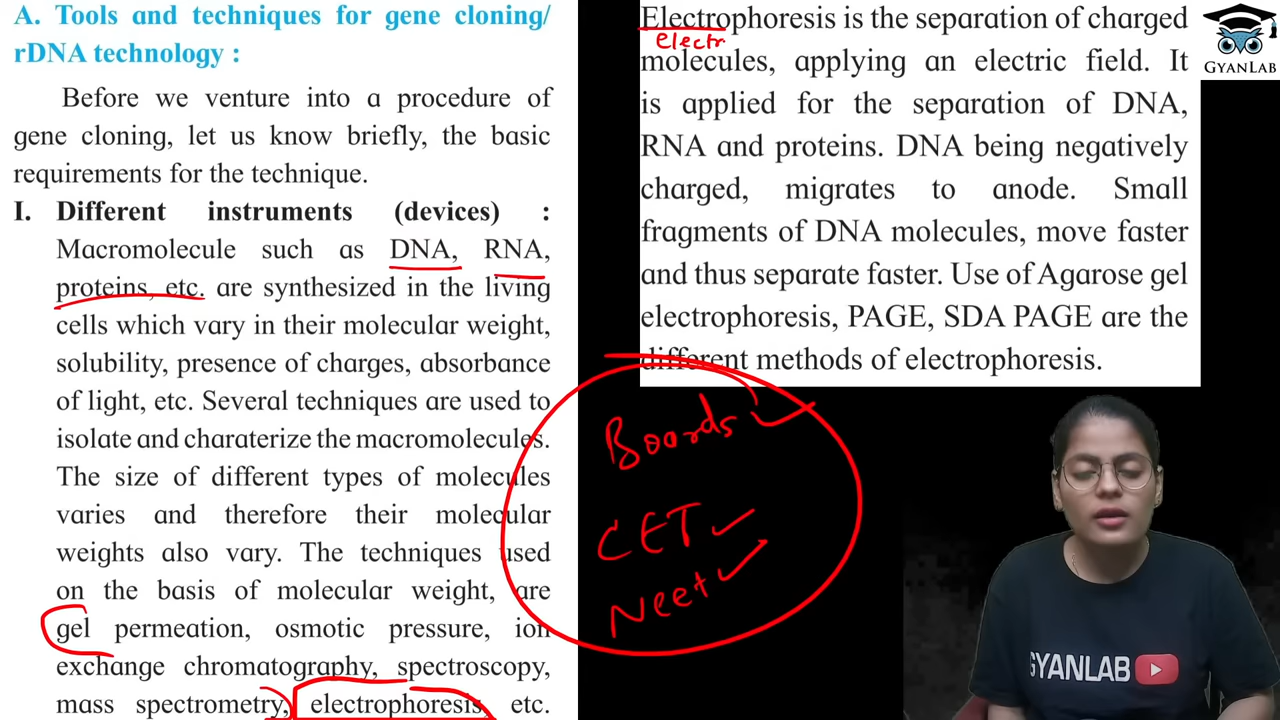 A. Tools and techniques for gene cloning/
rDNA technology :
Before we venture into a procedure of
gene cloning, let us know briefly, the basic
requirements for the technique.
I. Different instruments (devices) :
Macromolecule such as DNA, RNA,
proteins, etc. are synthesized in the living
cells which vary in their molecular weight,
solubility, presence of charges, absorbance
of light, etc. Several techniques are used to
isolate and charaterize the macromolecules.
The size of different types of molecules
varies and therefore their molecular
weights also vary. The techniques used
on the basis of molecular weight, are
gel permeation, osmotic pressure, ion
exchange chromatography, spectroscopy,
mass spectrometry, electrophoresis, etc.
Electrophoresis is the separation of charged
electr
molecules, applying an electric field. It
is applied for the separation of DNA,
RNA and proteins. DNA being negatively
charged, migrates to anode. Small
fragments of DNA molecules, move faster
and thus separate faster. Use of Agarose gel
electrophoresis, PAGE, SDA PAGE are the
different methods of electrophoresis.
Boards
CET
Neet
GYANLAB
GYANLAB